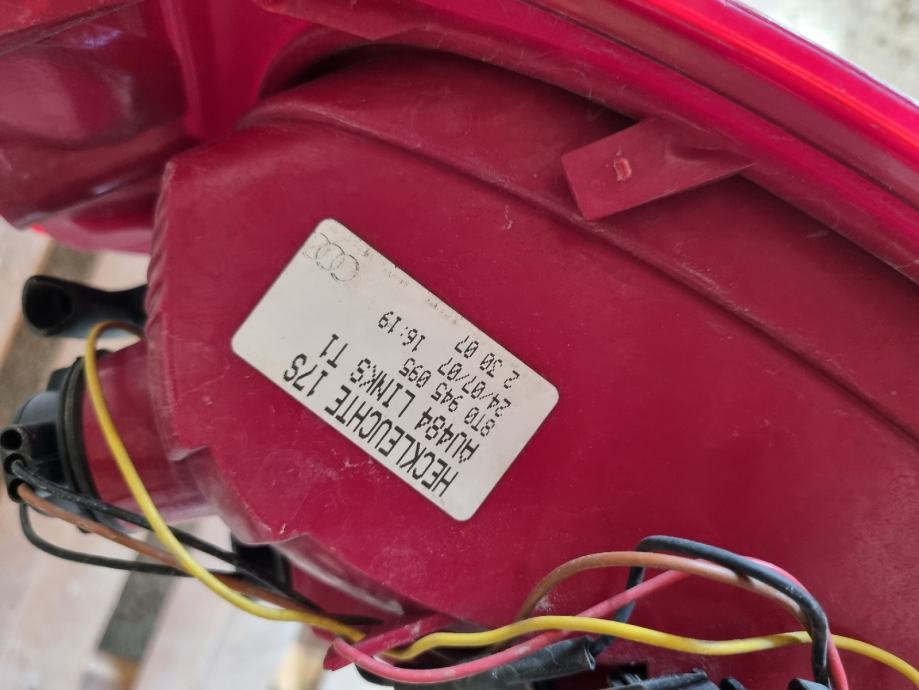 HECKLEUCHTE 17S
AU484 LINKS T1
8T0 945 095
24/07/07 16:19
2 30 07